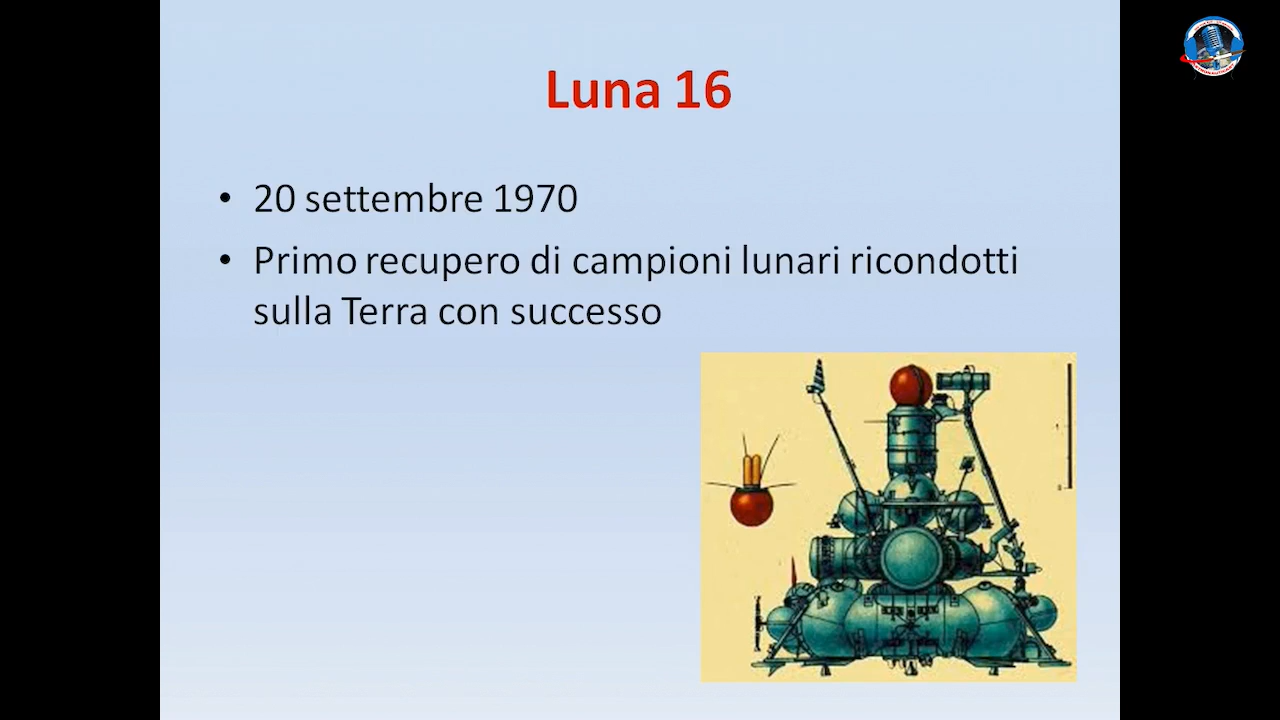 Luna 16
• 20 settembre 1970
• Primo recupero di campioni lunari ricondotti
sulla Terra con successo